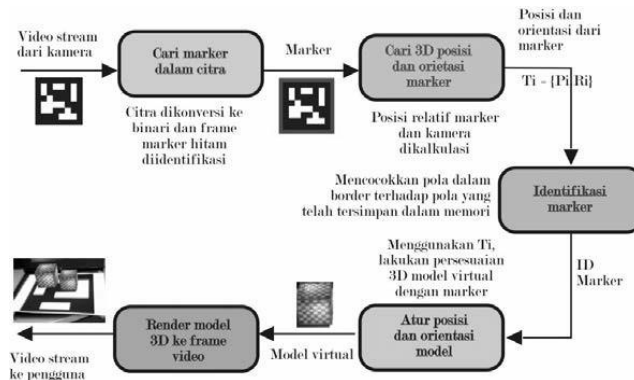 Video stream
dari kamera
Cari marker
dalam citra
Citra dikonversi ke
binari dan frame
marker hitam
diidentifikasi
Marker
Cari 3D posisi
dan orietasi
marker
Posisi relatif marker
dan kamera
dikalkulasi
Posisi dan
orientasi dari
marker
Ti - {Pi,Ri}
Mencocokkan pola dalam
border terhadap pola yang
telah tersimpan dalam memori
Identifikasi
marker
ID
Marker
Menggunakan Ti,
lakukan persesuaian
3D model virtual
dengan marker
Atur posisi
dan orientasi
model
Model virtual
Render model
3D ke frame
video
Video stream
ke pengguna